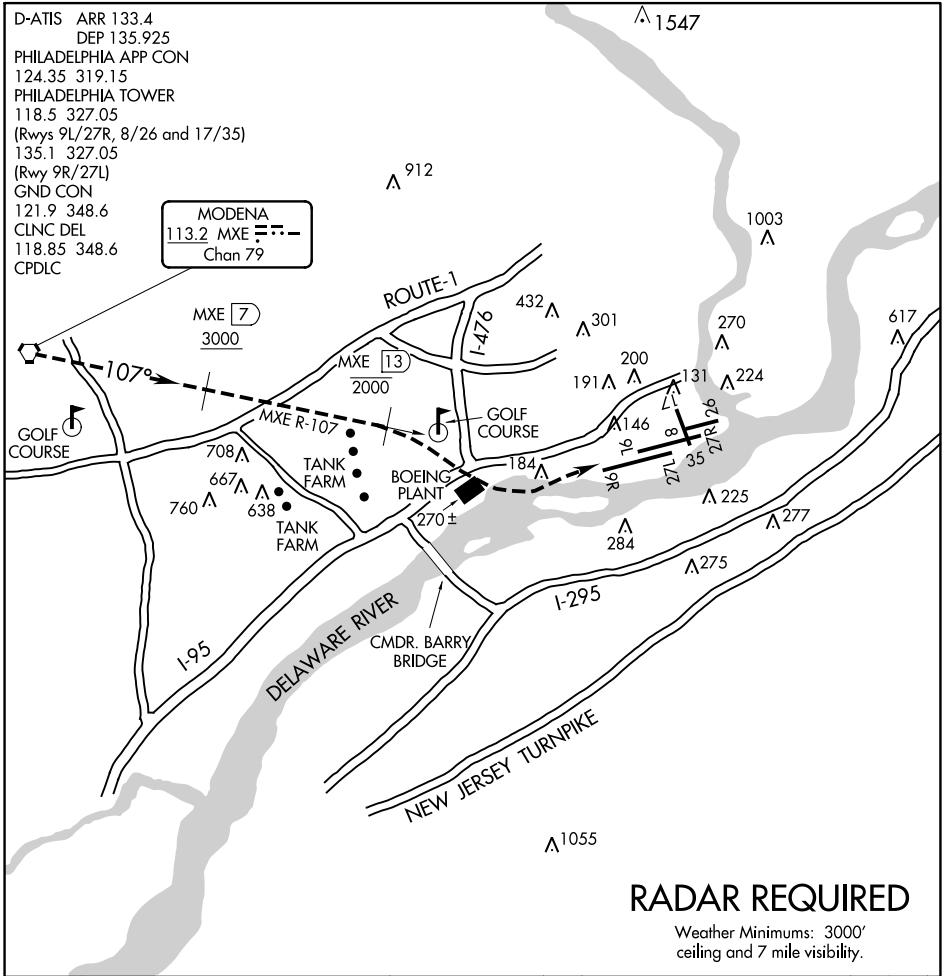 D-ATIS ARR 133.4
DEP 135.925
PHILADELPHIA APP CON
124.35 319.15
PHILADELPHIA TOWER
118.5 327.05
(Rwys 9L/27R, 8/26 and 17/35)
135.1 327.05
(Rwy 9R/27L)
GND CON
121.9 348.6
CLNC DEL
118.85 348.6
CPDLC
1547
912
MODENA
113.2 MXE
Chan 79
1003
ROUTE-1
I-476
432
301
270
617
MXE 7
3000
MXE 13
2000
107°
MXE R-107
200
191
131
224
GOLF
COURSE
GOLF
COURSE
146
17
8
26
9L
27R
9R
27L
35
708
667
760
638
TANK
FARM
TANK
FARM
BOEING
PLANT
270±
184
225
277
284
275
I-295
CMDR. BARRY
BRIDGE
I-95
DELAWARE RIVER
NEW JERSEY TURNPIKE
1055
RADAR REQUIRED
Weather Minimums: 3000'
ceiling and 7 mile visibility.